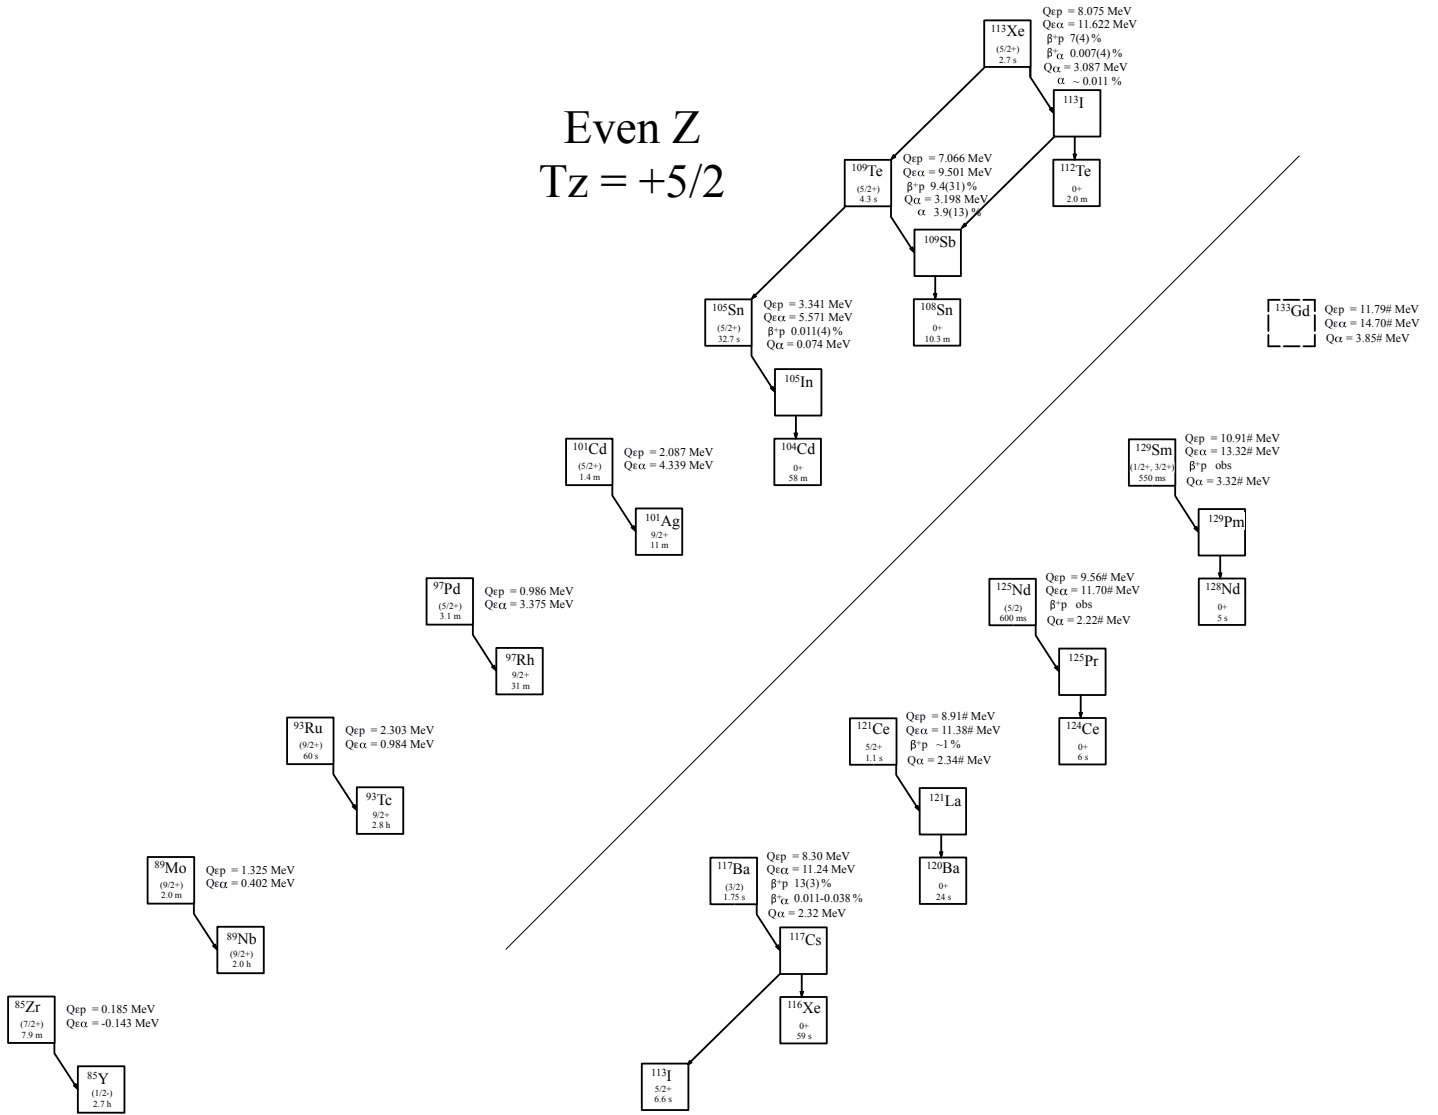 Even Z
Tz = +5/2
113Xe
(5/2+)
2.7 s
Qεp = 8.075 MeV
Qεα = 11.622 MeV
β+p 7(4) %
β+α 0.007(4) %
Qα = 3.087 MeV
α ~ 0.011 %
113I
112Te
0+
2.0 m
109Te
(5/2+)
4.3 s
Qεp = 7.066 MeV
Qεα = 9.501 MeV
β+p 9.4(31) %
Qα = 3.198 MeV
α 3.9(13) %
109Sb
108Sn
0+
10.3 m
105Sn
(5/2+)
32.7 s
Qεp = 3.341 MeV
Qεα = 5.571 MeV
β+p 0.011(4) %
Qα = 0.074 MeV
105In
104Cd
0+
58 m
133Gd
Qεp = 11.79# MeV
Qεα = 14.70# MeV
Qα = 3.85# MeV
101Cd
(5/2+)
1.4 m
Qεp = 2.087 MeV
Qεα = 4.339 MeV
101Ag
9/2+
11 m
129Sm
(1/2+, 3/2+)
550 ms
Qεp = 10.91# MeV
Qεα = 13.32# MeV
β+p obs
Qα = 3.32# MeV
129Pm
128Nd
0+
5 s
97Pd
(5/2+)
3.1 m
Qεp = 0.986 MeV
Qεα = 3.375 MeV
97Rh
9/2+
31 m
125Nd
(5/2)
600 ms
Qεp = 9.56# MeV
Qεα = 11.70# MeV
β+p obs
Qα = 2.22# MeV
125Pr
124Ce
0+
6 s
93Ru
(9/2+)
60 s
Qεp = 2.303 MeV
Qεα = 0.984 MeV
93Tc
9/2+
2.8 h
121Ce
5/2+
1.1 s
Qεp = 8.91# MeV
Qεα = 11.38# MeV
β+p ~1 %
Qα = 2.34# MeV
121La
120Ba
0+
24 s
89Mo
(9/2+)
2.0 m
Qεp = 1.325 MeV
Qεα = 0.402 MeV
89Nb
(9/2+)
2.0 h
117Ba
(3/2)
1.75 s
Qεp = 8.30 MeV
Qεα = 11.24 MeV
β+p 13(3) %
β+α 0.011-0.038 %
Qα = 2.32 MeV
117Cs
116Xe
0+
59 s
113I
5/2+
6.6 s
85Zr
(7/2+)
7.9 m
Qεp = 0.185 MeV
Qεα = -0.143 MeV
85Y
(1/2-)
2.7 h